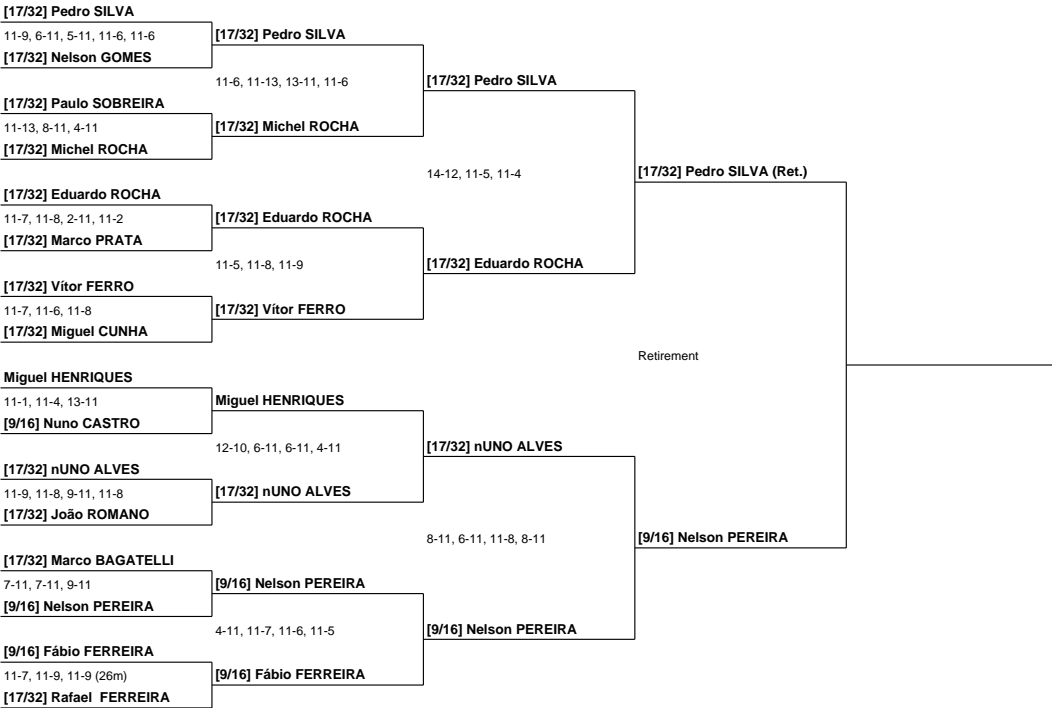 [17/32] Pedro SILVA
11-9, 6-11, 5-11, 11-6, 11-6
[17/32] Pedro SILVA
[17/32] Nelson GOMES
11-6, 11-13, 13-11, 11-6
[17/32] Pedro SILVA
[17/32] Paulo SOBREIRA
11-13, 8-11, 4-11
[17/32] Michel ROCHA
[17/32] Michel ROCHA
14-12, 11-5, 11-4
[17/32] Pedro SILVA (Ret.)
[17/32] Eduardo ROCHA
11-7, 11-8, 2-11, 11-2
[17/32] Eduardo ROCHA
[17/32] Marco PRATA
11-5, 11-8, 11-9
[17/32] Eduardo ROCHA
[17/32] Vítor FERRO
11-7, 11-6, 11-8
[17/32] Vítor FERRO
[17/32] Miguel CUNHA
Retirement
Miguel HENRIQUES
11-1, 11-4, 13-11
Miguel HENRIQUES
[9/16] Nuno CASTRO
12-10, 6-11, 6-11, 4-11
[17/32] nUNO ALVES
[17/32] nUNO ALVES
11-9, 11-8, 9-11, 11-8
[17/32] nUNO ALVES
[17/32] João ROMANO
8-11, 6-11, 11-8, 8-11
[9/16] Nelson PEREIRA
[17/32] Marco BAGATELLI
7-11, 7-11, 9-11
[9/16] Nelson PEREIRA
[9/16] Nelson PEREIRA
4-11, 11-7, 11-6, 11-5
[9/16] Nelson PEREIRA
[9/16] Fábio FERREIRA
11-7, 11-9, 11-9 (26m)
[9/16] Fábio FERREIRA
[17/32] Rafael  FERREIRA